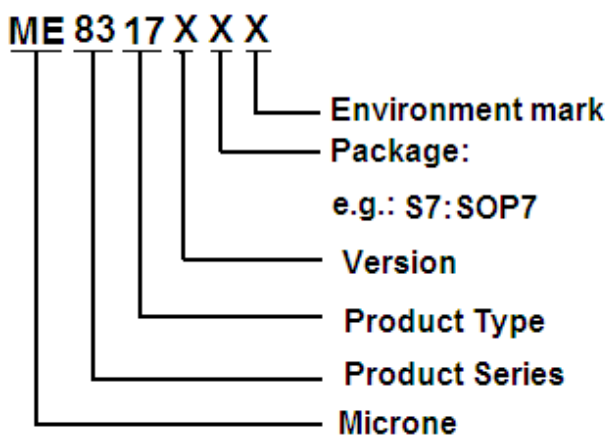 ME 83 17 X X X
Environment mark
Package:
e.g.: S7:SOP7
Version
Product Type
Product Series
Microne